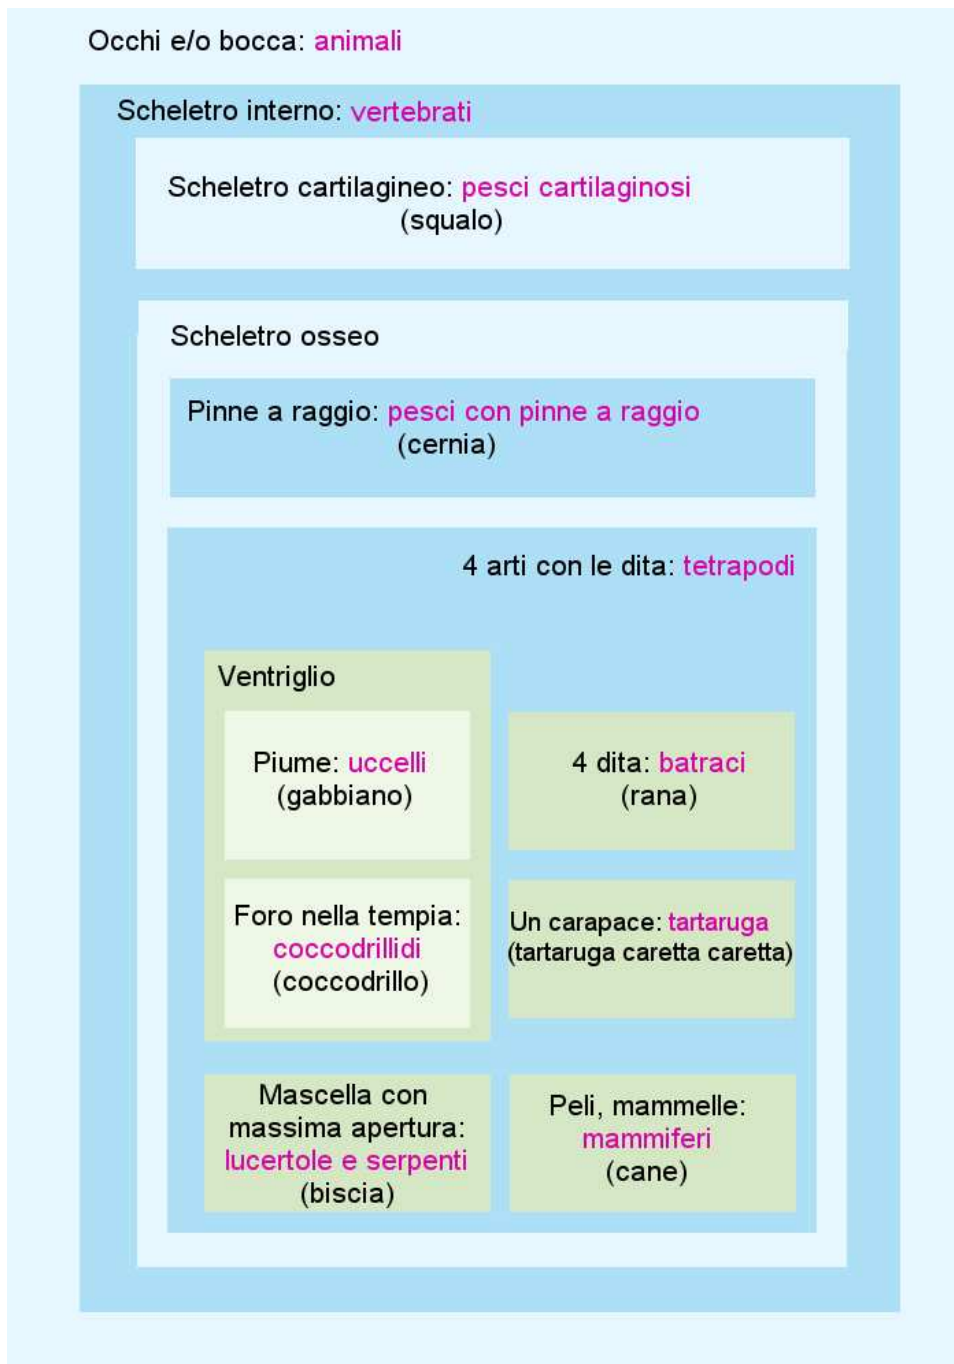 Occhi e/o bocca: animali
Scheletro interno: vertebrati
Scheletro cartilagineo: pesci cartilaginosi
(squalo)
Scheletro osseo
Pinne a raggio: pesci con pinne a raggio
(cernia)
4 arti con le dita: tetrapodi
Ventriglio
Piume: uccelli
(gabbiano)
4 dita: batraci
(rana)
Foro nella tempia:
coccodrillidi
(coccodrillo)
Un carapace: tartaruga
(tartaruga caretta caretta)
Mascella con
massima apertura:
lucertole e serpenti
(biscia)
Peli, mammelle:
mammiferi
(cane)